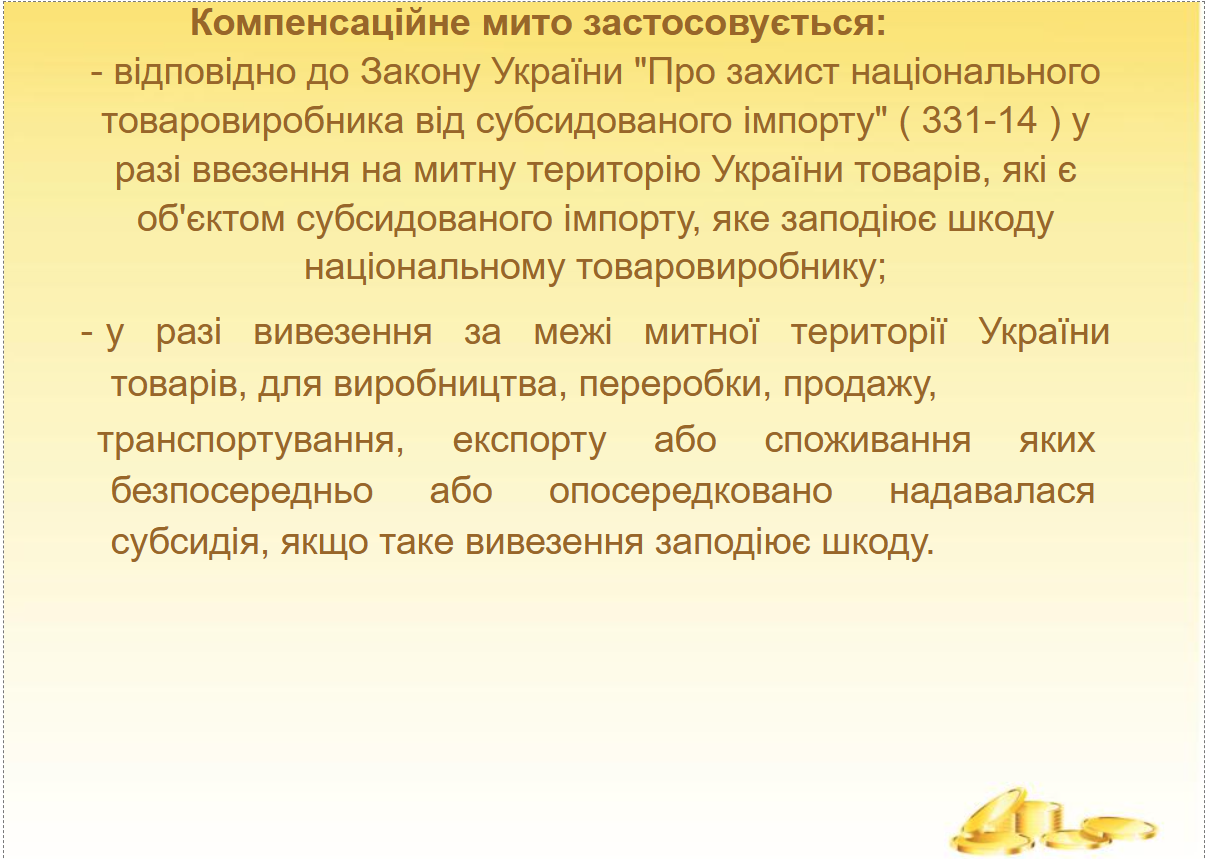 Компенсаційне мито застосовується:
- відповідно до Закону України "Про захист національного
товаровиробника від субсидованого імпорту" ( 331-14 ) у
разі ввезення на митну територію України товарів, які є
об'єктом субсидованого імпорту, яке заподіює шкоду
національному товаровиробнику;
- у разі вивезення за межі митної території України
товарів, для виробництва, переробки, продажу,
транспортування, експорту або споживання яких
безпосередньо або опосередковано надавалася
субсидія, якщо таке вивезення заподіює шкоду.